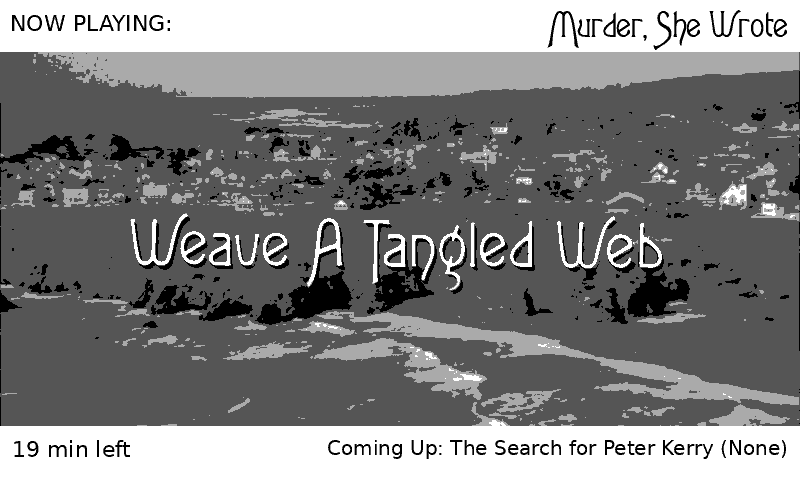 NOW PLAYING:
Murder, She Wrote
Weave A Tangled Web
19 min left
Coming Up: The Search for Peter Kerry (None)